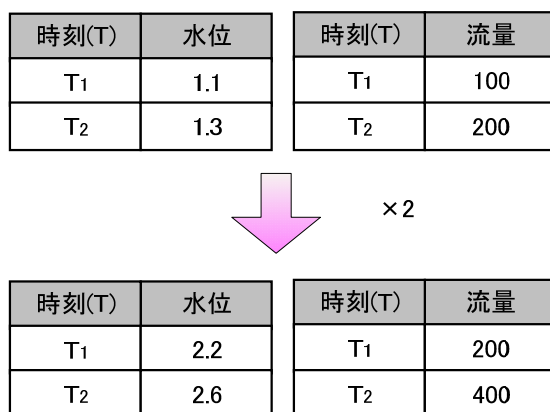 時刻(T) 水位 時刻(T) 流量
T1 1.1 T1 100
T2 1.3 T2 200
×2
時刻(T) 水位 時刻(T) 流量
T1 2.2 T1 200
T2 2.6 T2 400